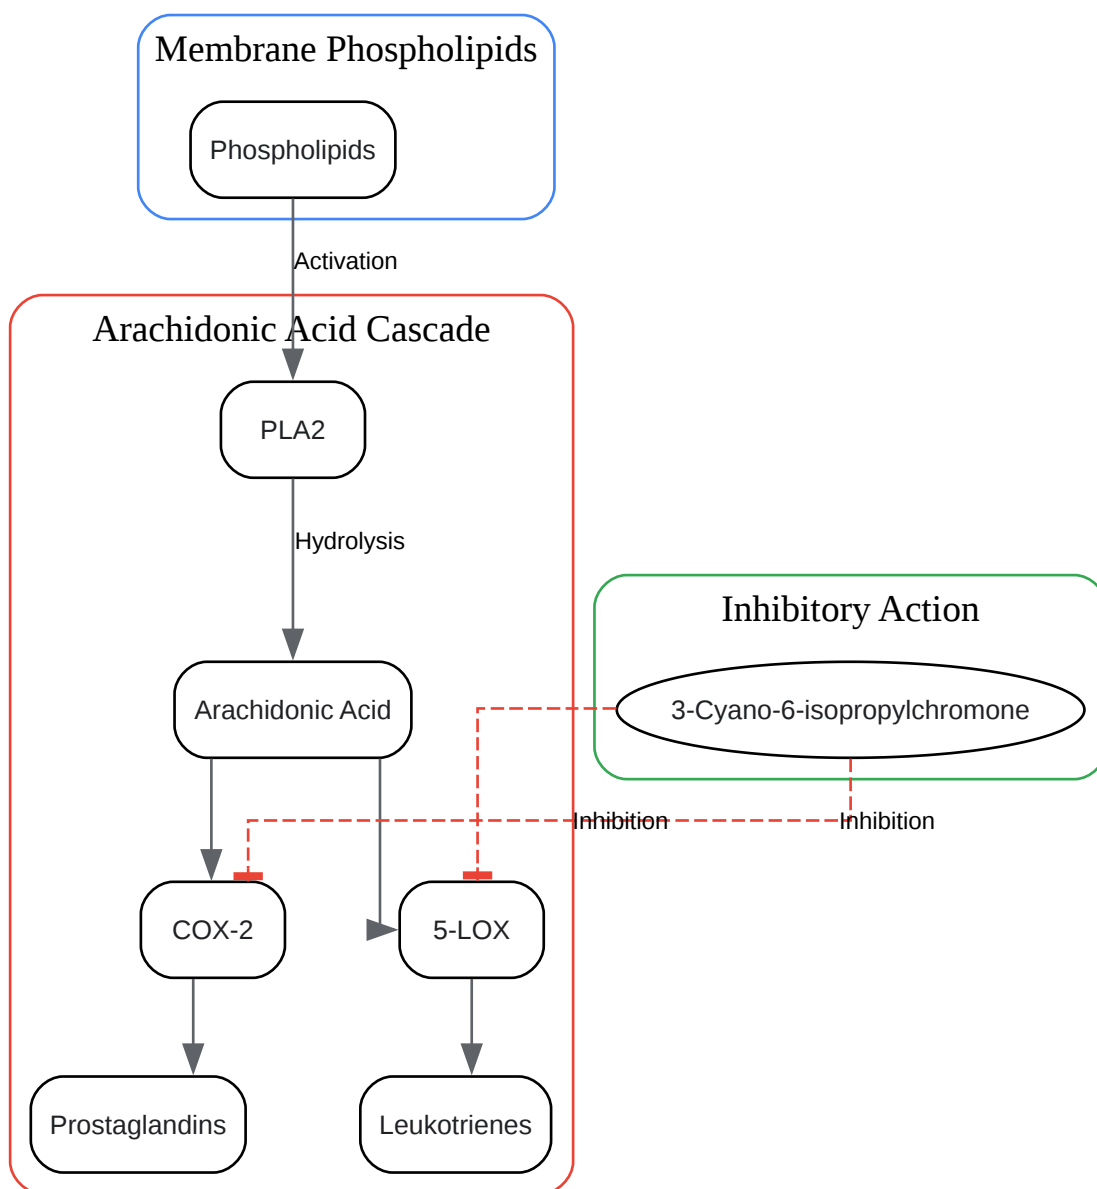 Membrane Phospholipids
Phospholipids
Activation
Arachidonic Acid Cascade
PLA2
Hydrolysis
Inhibitory Action
Arachidonic Acid
3-Cyano-6-isopropylchromone
Inhibition
Inhibition
COX-2
5-LOX
Prostaglandins
Leukotrienes